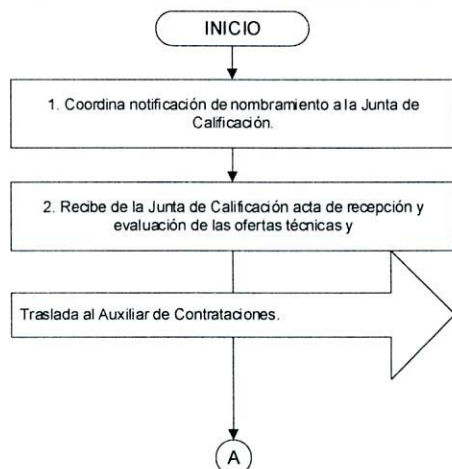 INICIO
1. Coordina notificación de nombramiento a la Junta de
Calificación.
2. Recibe de la Junta de Calificación acta de recepción y
evaluación de las ofertas técnicas y
Traslada al Auxiliar de Contrataciones.
A